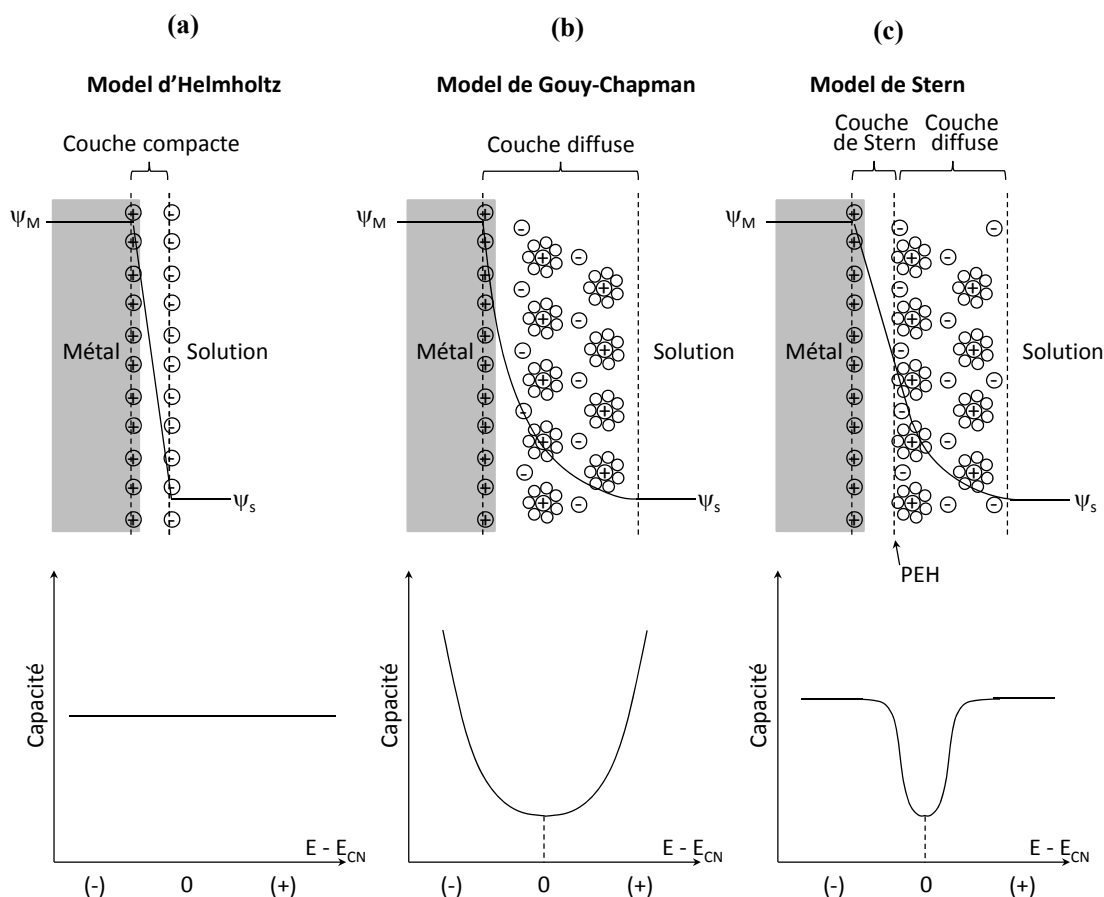 (a)
(b)
(c)
Model d'Helmholtz
Model de Gouy-Chapman
Model de Stern
Couche compacte
Couche diffuse
Couche de Stern
Couche diffuse
ψM
ψM
ψM
Métal
Solution
Métal
Solution
Métal
Solution
ψs
ψs
ψs
PEH
Capacité
Capacité
Capacité
E - ECN
E - ECN
E - ECN
(-) 0 (+)
(-) 0 (+)
(-) 0 (+)